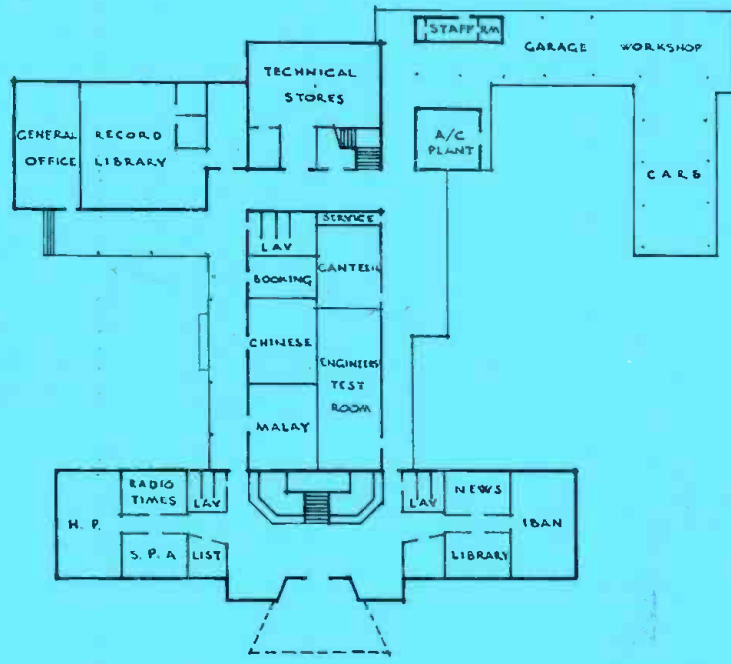 STAFF RM
GARAGE WORKSHOP
TECHNICAL
STORES
GENERAL
OFFICE
RECORD
LIBRARY
A/C
PLANT
CARS
SERVICE
LAV
CANTEEN
BOOKING
CHINESE
ENGINEERS
TEST
ROOM
MALAY
RADIO
TIMES
LAV
LAV
NEWS
H. P.
IBAN
S. P. A
LIST
LIBRARY